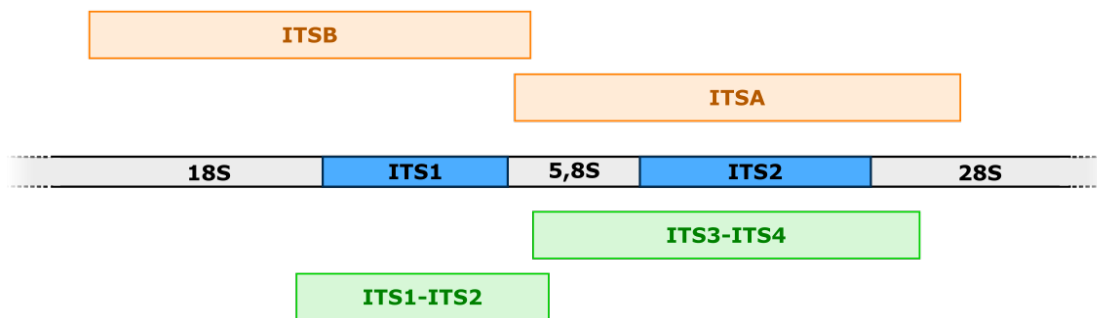 ITSB
ITSA
18S ITS1 5,8S ITS2 28S
ITS3-ITS4
ITS1-ITS2